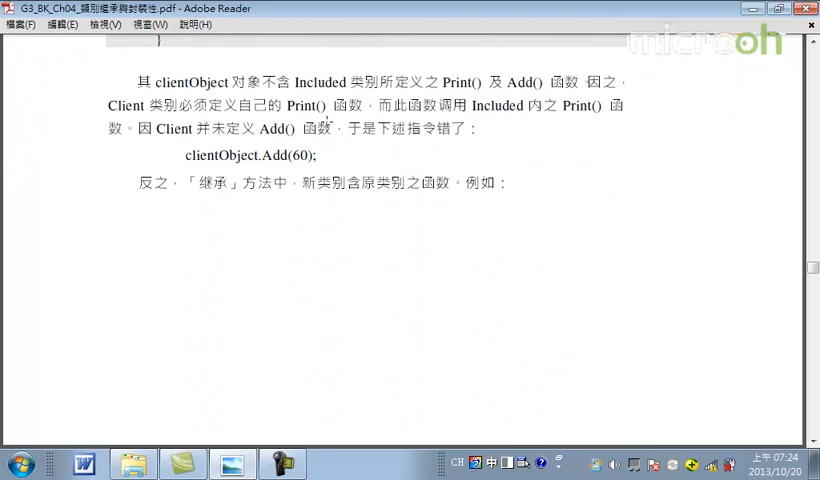 G3_BK_Ch04_類別繼承與封裝性.pdf - Adobe Reader
檔案(F) 編輯(E) 檢視(V) 視窗(W) 說明(H)
microoh
}
其 clientObject 对象不含 Included 类别所定义之 Print() 及 Add() 函数。因之，
Client 类别必须定义自己的 Print() 函数，而此函数调用 Included 内之 Print() 函
数。因 Client 并未定义 Add() 函数，于是下述指令错了：
clientObject.Add(60);
反之，「继承」方法中，新类别含原类别之函数。例如：
CH 中
上午 07:24
2013/10/20